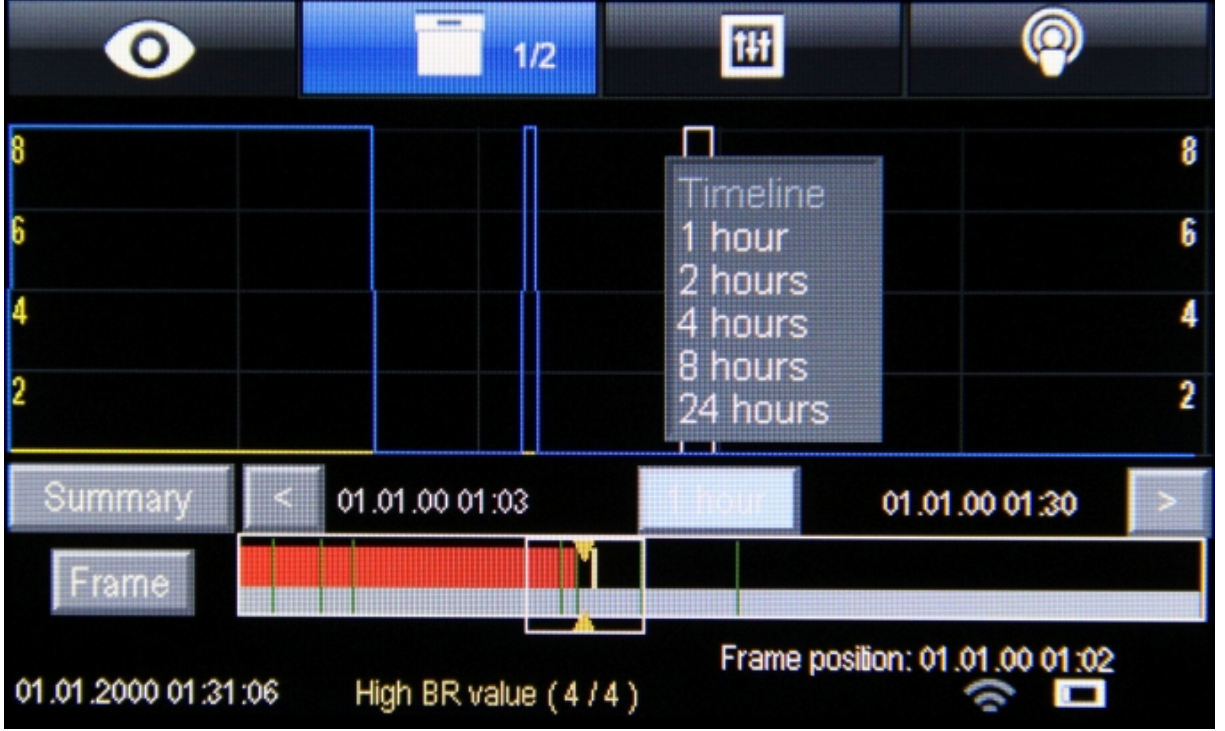 1/2
8 8
Timeline
6 1 hour 6
2 hours
4 4 hours 4
8 hours
2 24 hours 2
Summary < 01.01.00 01:03 1 hour 01.01.00 01:30 >
Frame
Frame position: 01.01.00 01:02
01.01.2000 01:31:06 High BR value ( 4 / 4 )